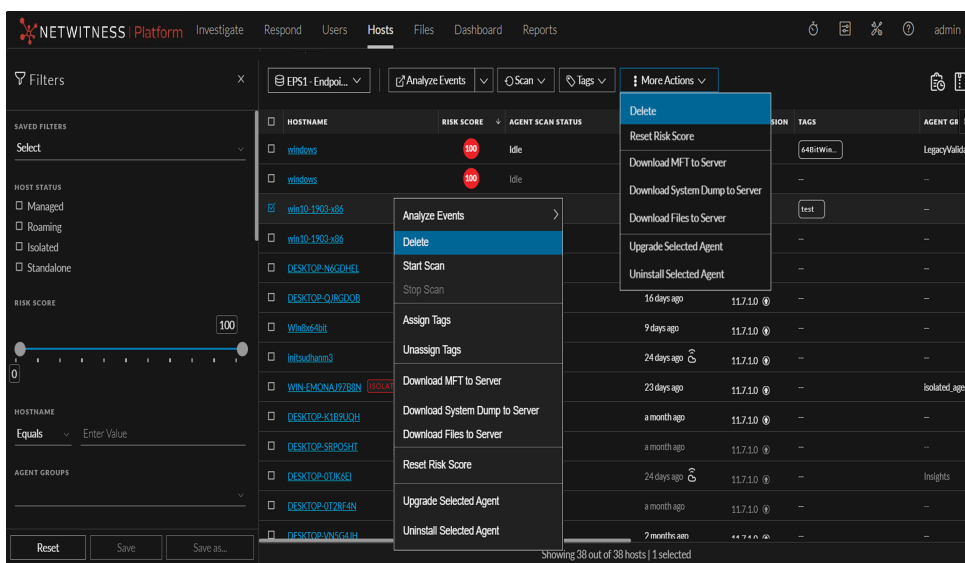 NETWITNESS | Platform Investigate Respond Users Hosts Files Dashboard Reports admin
Filters X
EPS1 - Endpoi... Analyze Events Scan Tags More Actions
SAVED FILTERS
Select
HOST STATUS
Managed
Roaming
Isolated
Standalone
RISK SCORE
100
0
HOSTNAME
Equals Enter Value
AGENT GROUPS
Reset Save Save as...
HOSTNAME RISK SCORE AGENT SCAN STATUS SION TAGS AGENT GR
windows 100 Idle 64BitWin... LegacyValida
windows 100 Idle -- --
win10-1903-x86 test --
win10-1903-x86 -- --
DESKTOP-N6GDHEL -- --
DESKTOP-QJRGDOB 16 days ago 11.7.1.0 -- --
Win8x64bit 9 days ago 11.7.1.0 -- --
initsudhanm3 24 days ago 11.7.1.0 -- --
WIN-EMONAJ97B8N ISOLAT 23 days ago 11.7.1.0 -- isolated_age
DESKTOP-K1B9UQH a month ago 11.7.1.0 -- --
DESKTOP-SRPO5HT a month ago 11.7.1.0 -- --
DESKTOP-0TJK6EI 24 days ago 11.7.1.0 -- Insights
DESKTOP-0T2RF4N a month ago 11.7.1.0 -- --
DESKTOP-VN5G4JH 2 months ago 11.7.1.0 -- --
Analyze Events
Delete
Start Scan
Stop Scan
Assign Tags
Unassign Tags
Download MFT to Server
Download System Dump to Server
Download Files to Server
Reset Risk Score
Upgrade Selected Agent
Uninstall Selected Agent
Delete
Reset Risk Score
Download MFT to Server
Download System Dump to Server
Download Files to Server
Upgrade Selected Agent
Uninstall Selected Agent
Showing 38 out of 38 hosts | 1 selected